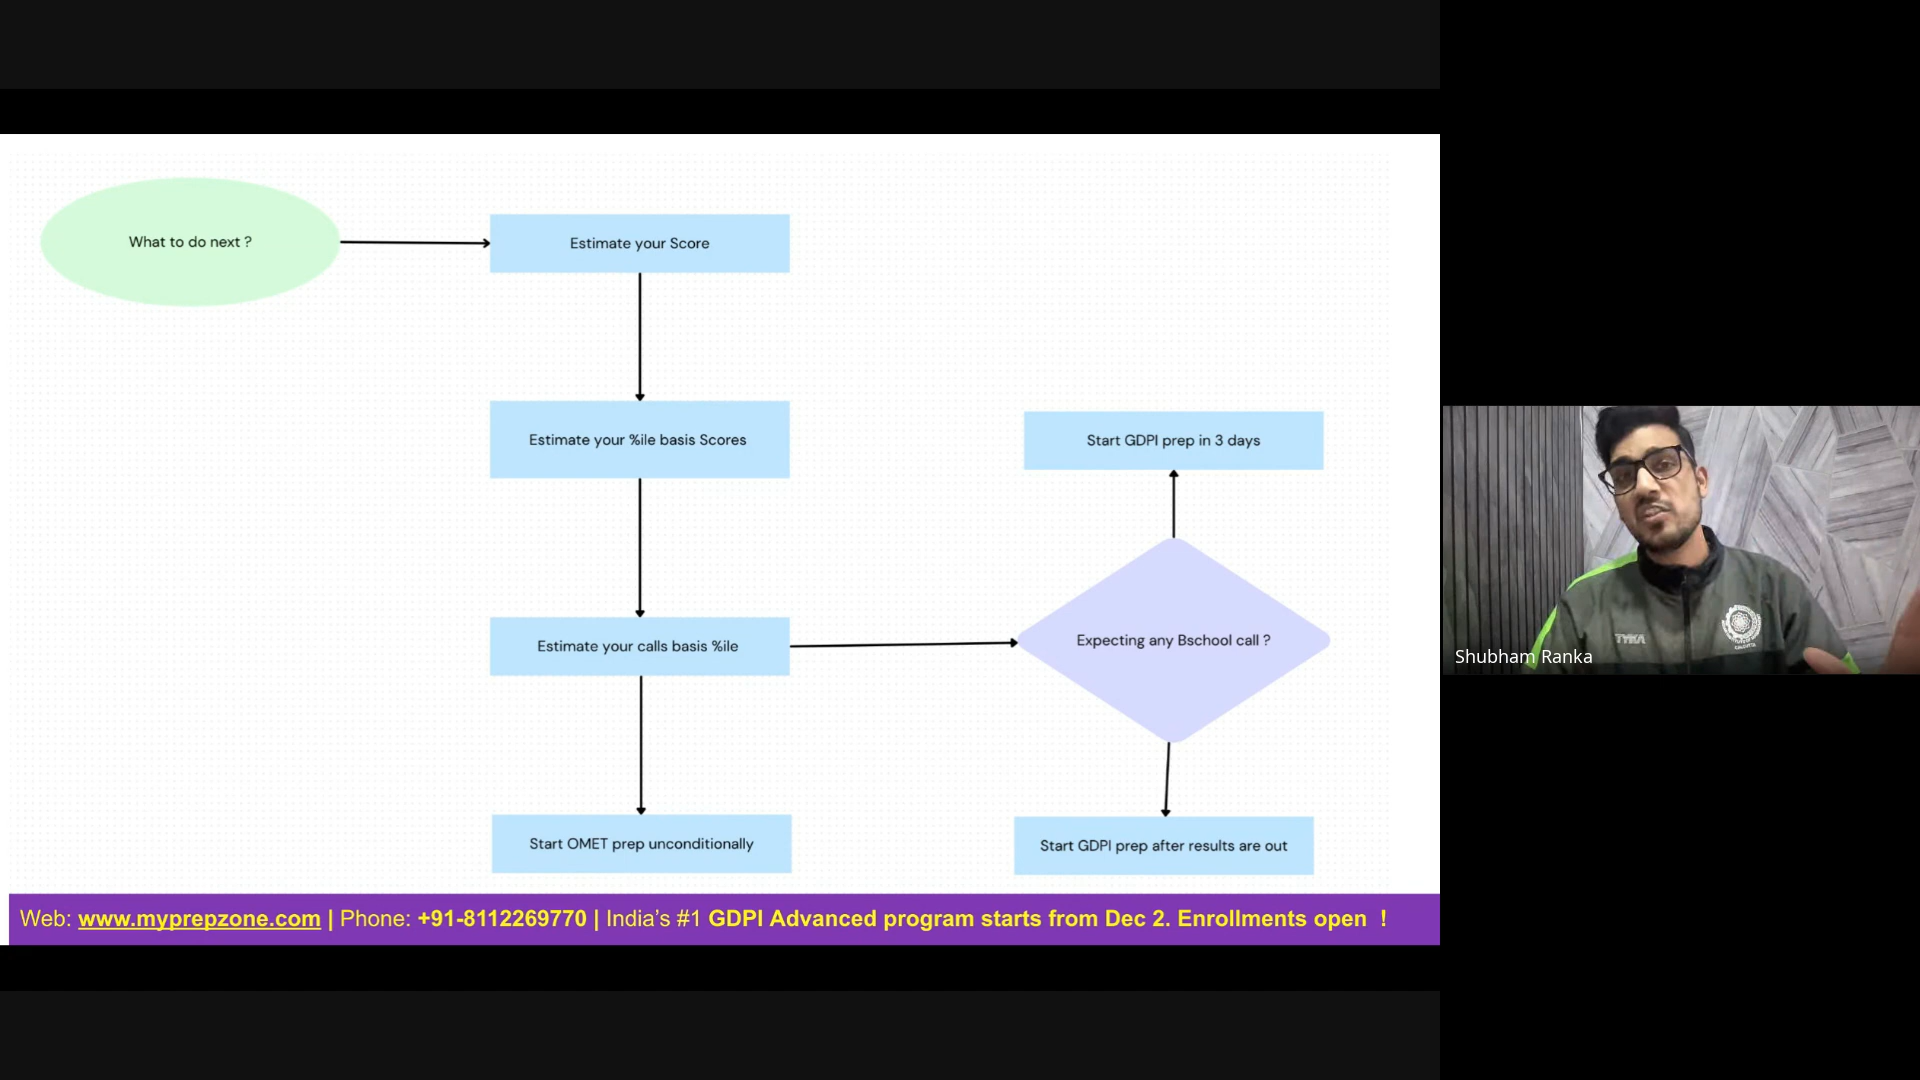 What to do next ?
Estimate your Score
Estimate your %ile basis Scores
Start GDPI prep in 3 days
Estimate your calls basis %ile
Expecting any Bschool call ?
Start OMET prep unconditionally
Start GDPI prep after results are out
Web: www.myprepzone.com | Phone: +91-8112269770 | India’s #1 GDPI Advanced program starts from Dec 2. Enrollments open !
TYKA
Shubham Ranka